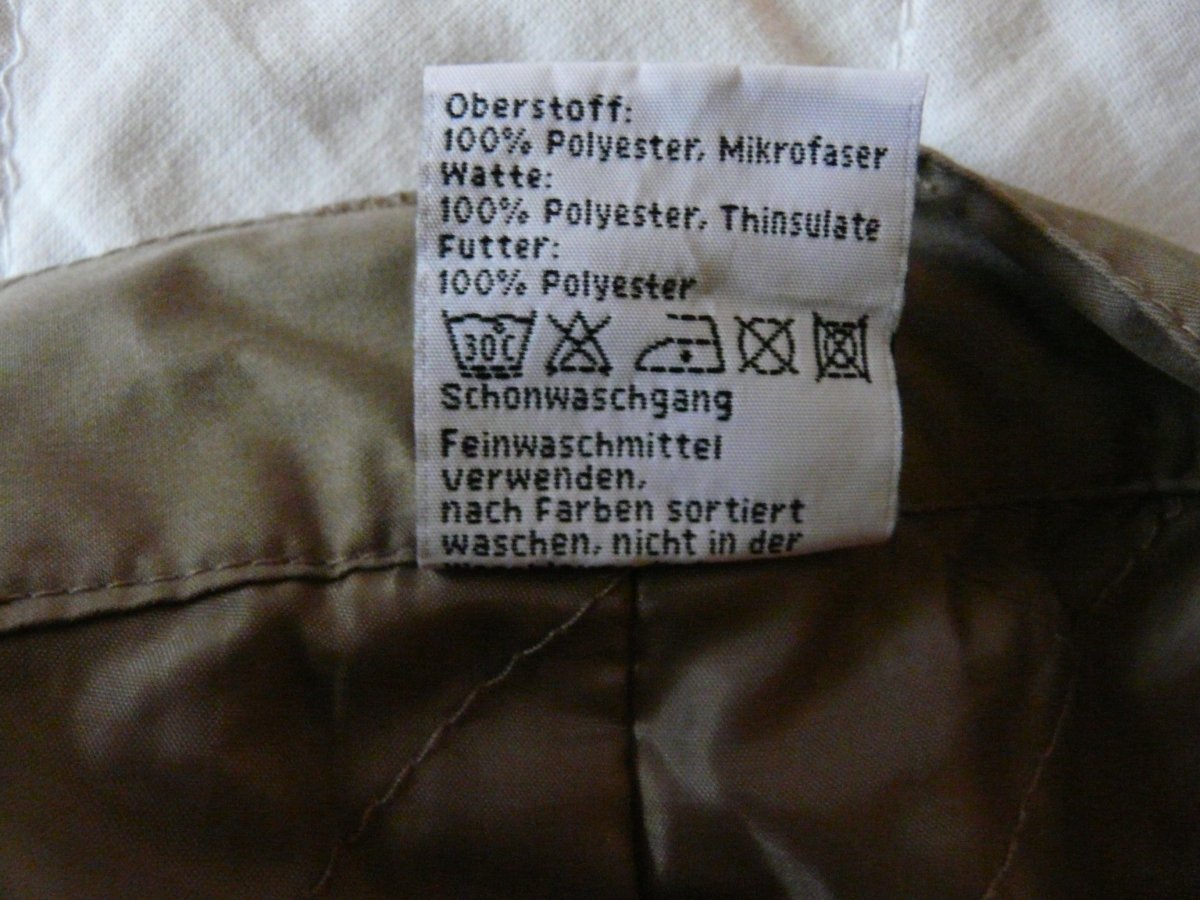 Oberstoff:
100% Polyester, Mikrofaser
Watte:
100% Polyester, Thinsulate
Futter:
100% Polyester
30°C
Schonwaschgang
Feinwaschmittel
verwenden,
nach Farben sortiert
waschen, nicht in der